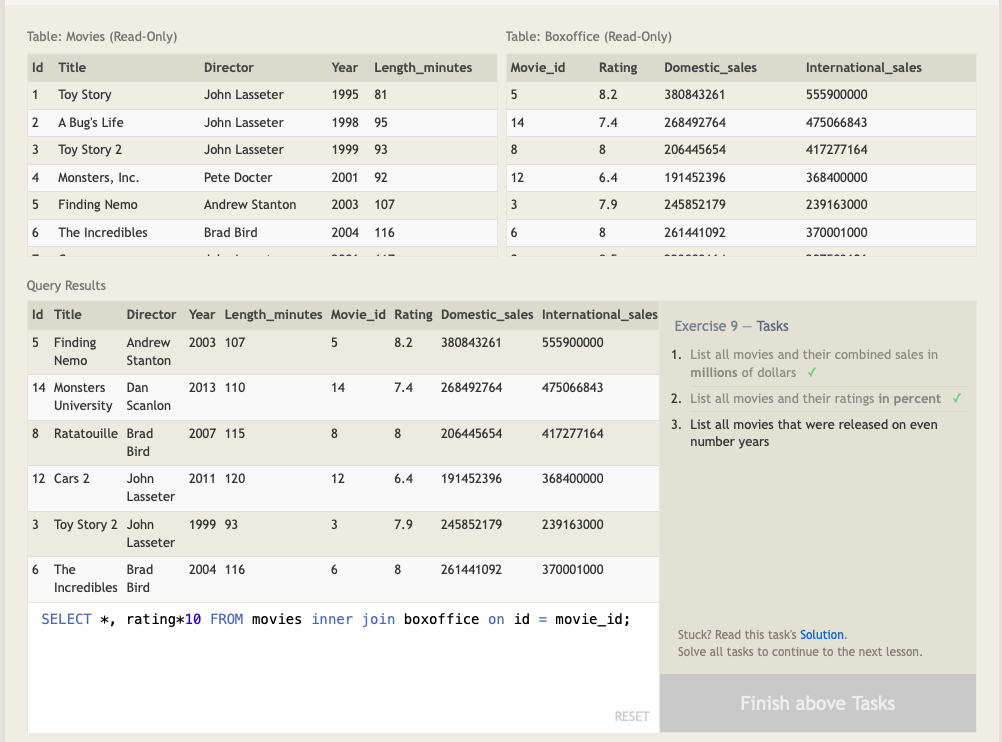 Table: Movies (Read-Only)
Id Title Director Year Length_minutes
1 Toy Story John Lasseter 1995 81
2 A Bug's Life John Lasseter 1998 95
3 Toy Story 2 John Lasseter 1999 93
4 Monsters, Inc. Pete Docter 2001 92
5 Finding Nemo Andrew Stanton 2003 107
6 The Incredibles Brad Bird 2004 116
Table: Boxoffice (Read-Only)
Movie_id Rating Domestic_sales International_sales
5 8.2 380843261 555900000
14 7.4 268492764 475066843
8 8 206445654 417277164
12 6.4 191452396 368400000
3 7.9 245852179 239163000
6 8 261441092 370001000
Query Results
Id Title Director Year Length_minutes Movie_id Rating Domestic_sales International_sales
5 Finding Andrew 2003 107 5 8.2 380843261 555900000
Nemo Stanton
14 Monsters Dan 2013 110 14 7.4 268492764 475066843
University Scanlon
8 Ratatouille Brad 2007 115 8 8 206445654 417277164
Bird
12 Cars 2 John 2011 120 12 6.4 191452396 368400000
Lasseter
3 Toy Story 2 John 1999 93 3 7.9 245852179 239163000
Lasseter
6 The Brad 2004 116 6 8 261441092 370001000
Incredibles Bird
SELECT *, rating*10 FROM movies inner join boxoffice on id = movie_id;
RESET
Exercise 9 — Tasks
1. List all movies and their combined sales in
millions of dollars ✓
2. List all movies and their ratings in percent ✓
3. List all movies that were released on even
number years
Stuck? Read this task's Solution.
Solve all tasks to continue to the next lesson.
Finish above Tasks